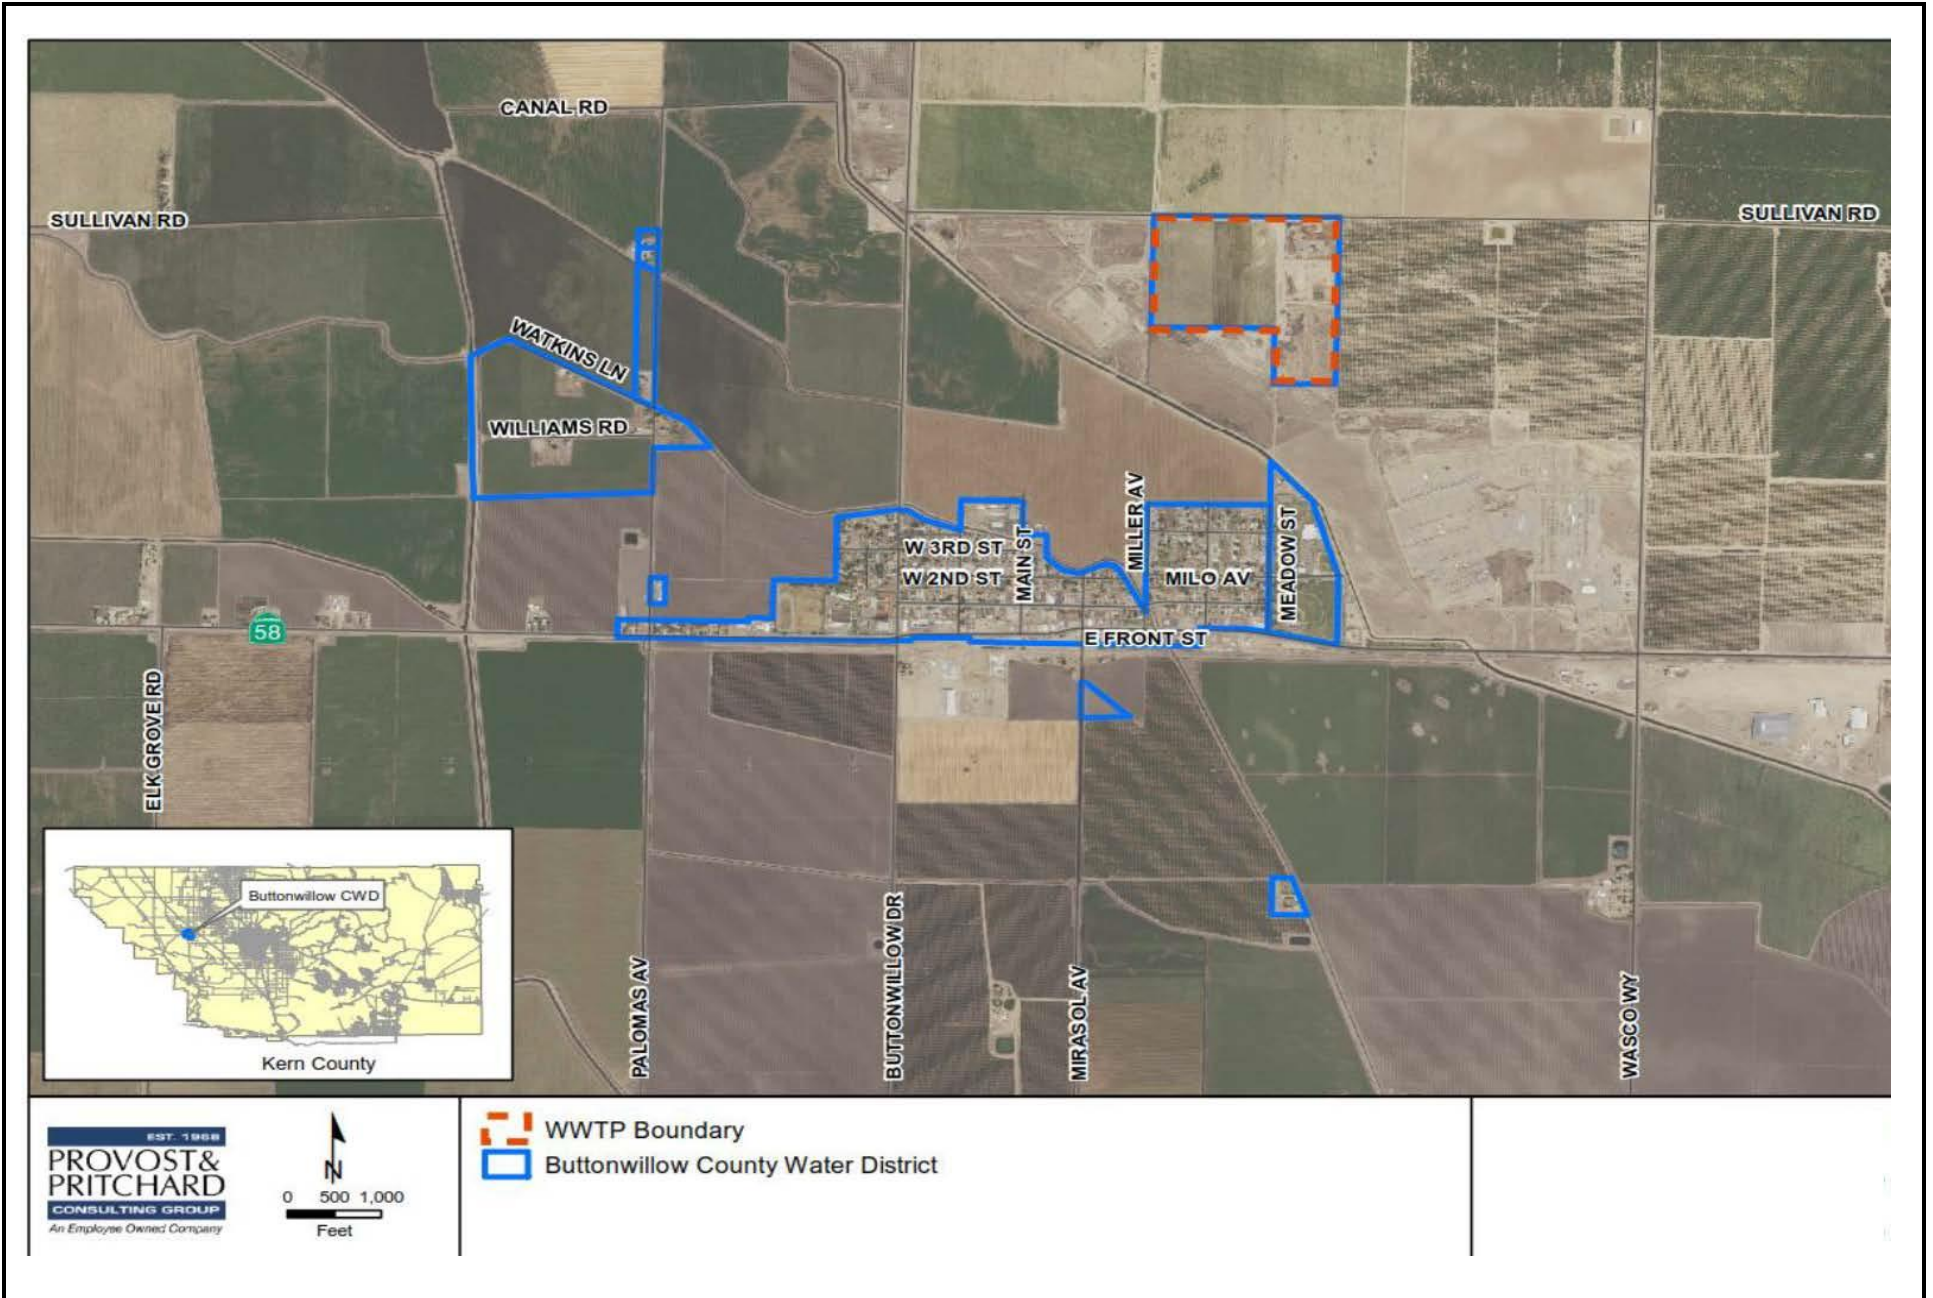 CANAL RD
SULLIVAN RD
SULLIVAN RD
WATKINS LN
WILLIAMS RD
MILLER AV
W 3RD ST
MAIN ST
MEADOW ST
W 2ND ST
MILO AV
58
E FRONT ST
ELK GROVE RD
Buttonwillow CWD
Kern County
PALOMAS AV
BUTTONWILLOW DR
MIRASOL AV
WASCO WY
EST. 1968
PROVOST&
PRITCHARD
CONSULTING GROUP
An Employee Owned Company
N
0 500 1,000
Feet
WWTP Boundary
Buttonwillow County Water District